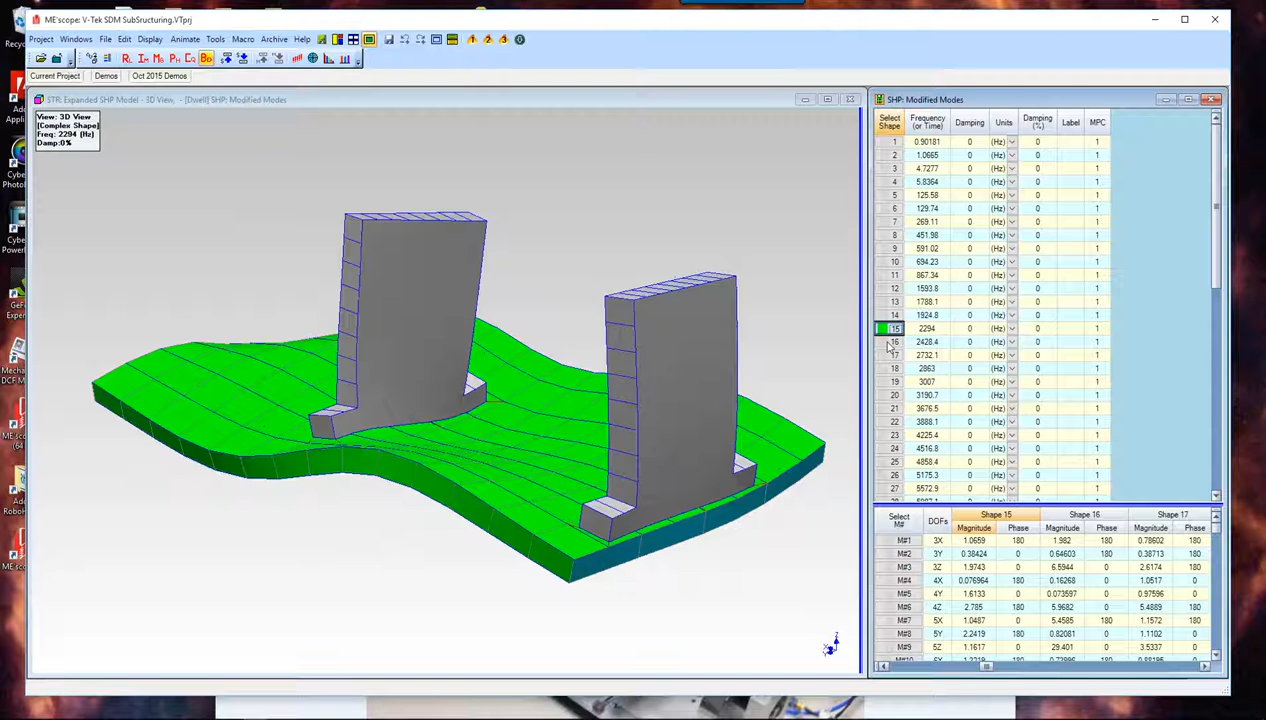 ME'scope: V-Tek SDM SubSructuring.VTprj
Project Windows File Edit Display Animate Tools Macro Archive Help
Current Project Demos Oct 2015 Demos
STR: Expanded SHP Model - 3D View, - [Dwell] SHP: Modified Modes
View: 3D View
[Complex Shape]
Freq: 2294 [Hz]
Damp:0%
SHP: Modified Modes
Select Shape Frequency (or Time) Damping Units Damping (%) Label MPC
1 0.90181 0 (Hz) 0 1
2 1.0665 0 (Hz) 0 1
3 4.7277 0 (Hz) 0 1
4 5.8364 0 (Hz) 0 1
5 125.58 0 (Hz) 0 1
6 129.74 0 (Hz) 0 1
7 269.11 0 (Hz) 0 1
8 451.98 0 (Hz) 0 1
9 591.02 0 (Hz) 0 1
10 694.23 0 (Hz) 0 1
11 867.34 0 (Hz) 0 1
12 1593.8 0 (Hz) 0 1
13 1788.1 0 (Hz) 0 1
14 1924.8 0 (Hz) 0 1
15 2294 0 (Hz) 0 1
16 2428.4 0 (Hz) 0 1
17 2732.1 0 (Hz) 0 1
18 2863 0 (Hz) 0 1
19 3007 0 (Hz) 0 1
20 3190.7 0 (Hz) 0 1
21 3676.5 0 (Hz) 0 1
22 3888.1 0 (Hz) 0 1
23 4225.4 0 (Hz) 0 1
24 4516.8 0 (Hz) 0 1
25 4858.4 0 (Hz) 0 1
26 5175.3 0 (Hz) 0 1
27 5572.9 0 (Hz) 0 1
Select M# DOFs Shape 15 Shape 16 Shape 17
Magnitude Phase Magnitude Phase Magnitude Phase
M#1 3X 1.0659 180 1.982 0 0.78602 180
M#2 3Y 0.38424 0 0.64603 0 0.38713 180
M#3 3Z 1.9743 0 6.5944 0 2.6174 180
M#4 4X 0.076964 180 0.16268 0 1.0517 0
M#5 4Y 1.6133 0 0.073597 0 0.97596 0
M#6 4Z 2.785 180 5.9682 0 5.4889 180
M#7 5X 1.0487 0 5.4585 0 1.1572 180
M#8 5Y 2.2419 180 0.82081 0 1.1102 0
M#9 5Z 1.1617 0 29.401 0 3.5337 0